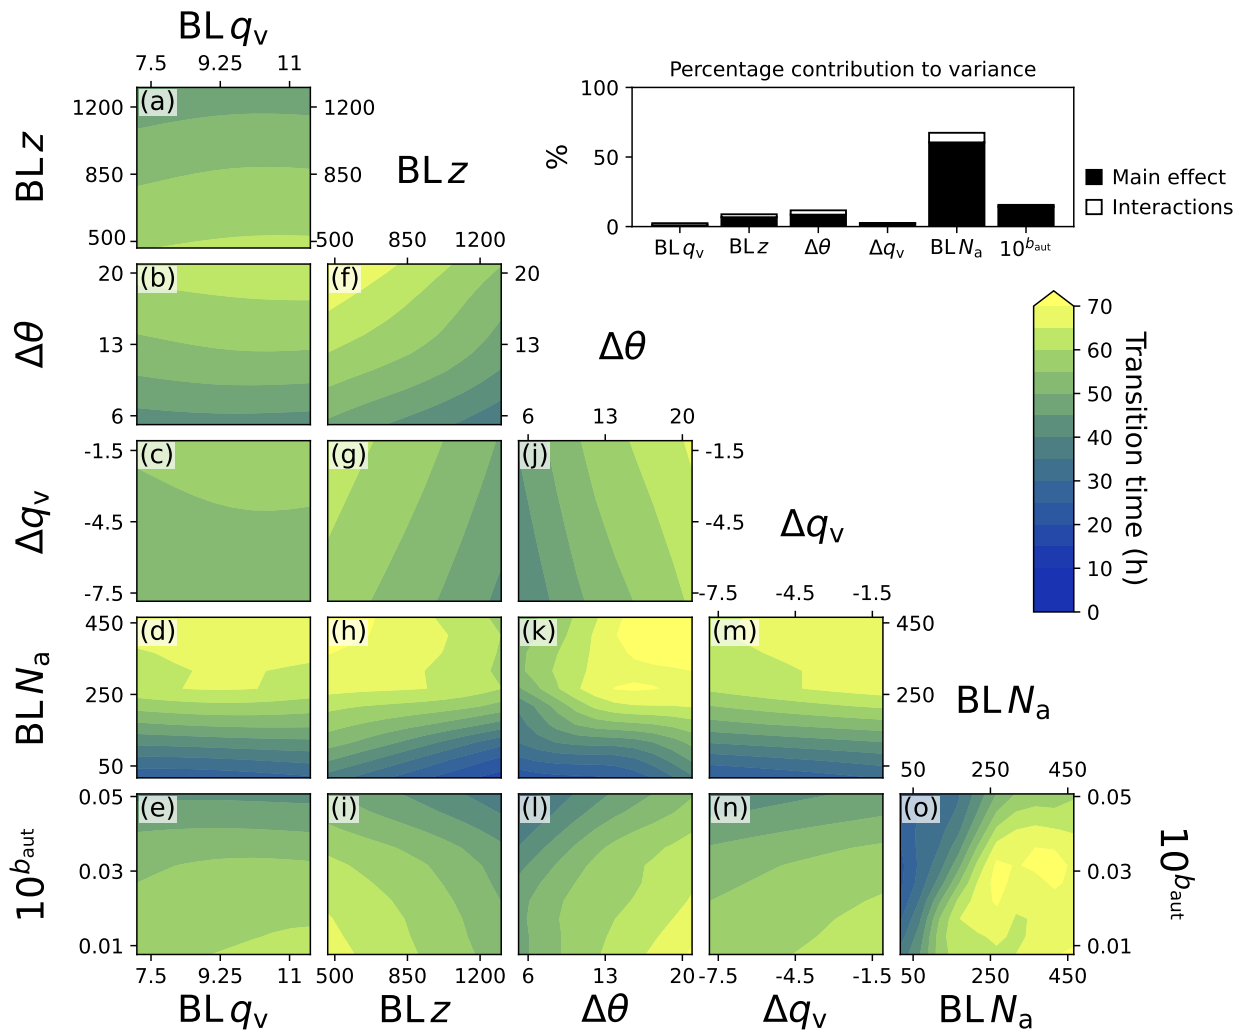 BL qv
7.5 9.25 11
Percentage contribution to variance
100
50
0
%
BL qv BL z Δθ Δqv BL Na 10^baut
Main effect
Interactions
(a)
BL z
1200 850 500
1200 850 500
BL z
500 850 1200
(b) (f)
Δθ
20 13 6
20 13 6
Δθ
6 13 20
70
60
50
40
30
20
10
0
Transition time (h)
(c) (g) (j)
Δqv
-1.5 -4.5 -7.5
-1.5 -4.5 -7.5
Δqv
-7.5 -4.5 -1.5
(d) (h) (k) (m)
BL Na
450 250 50
450 250 50
BL Na
50 250 450
(e) (i) (l) (n) (o)
10^baut
0.05 0.03 0.01
0.05 0.03 0.01
10^baut
7.5 9.25 11 500 850 1200 6 13 20 -7.5 -4.5 -1.5 50 250 450
BL qv BL z Δθ Δqv BL Na